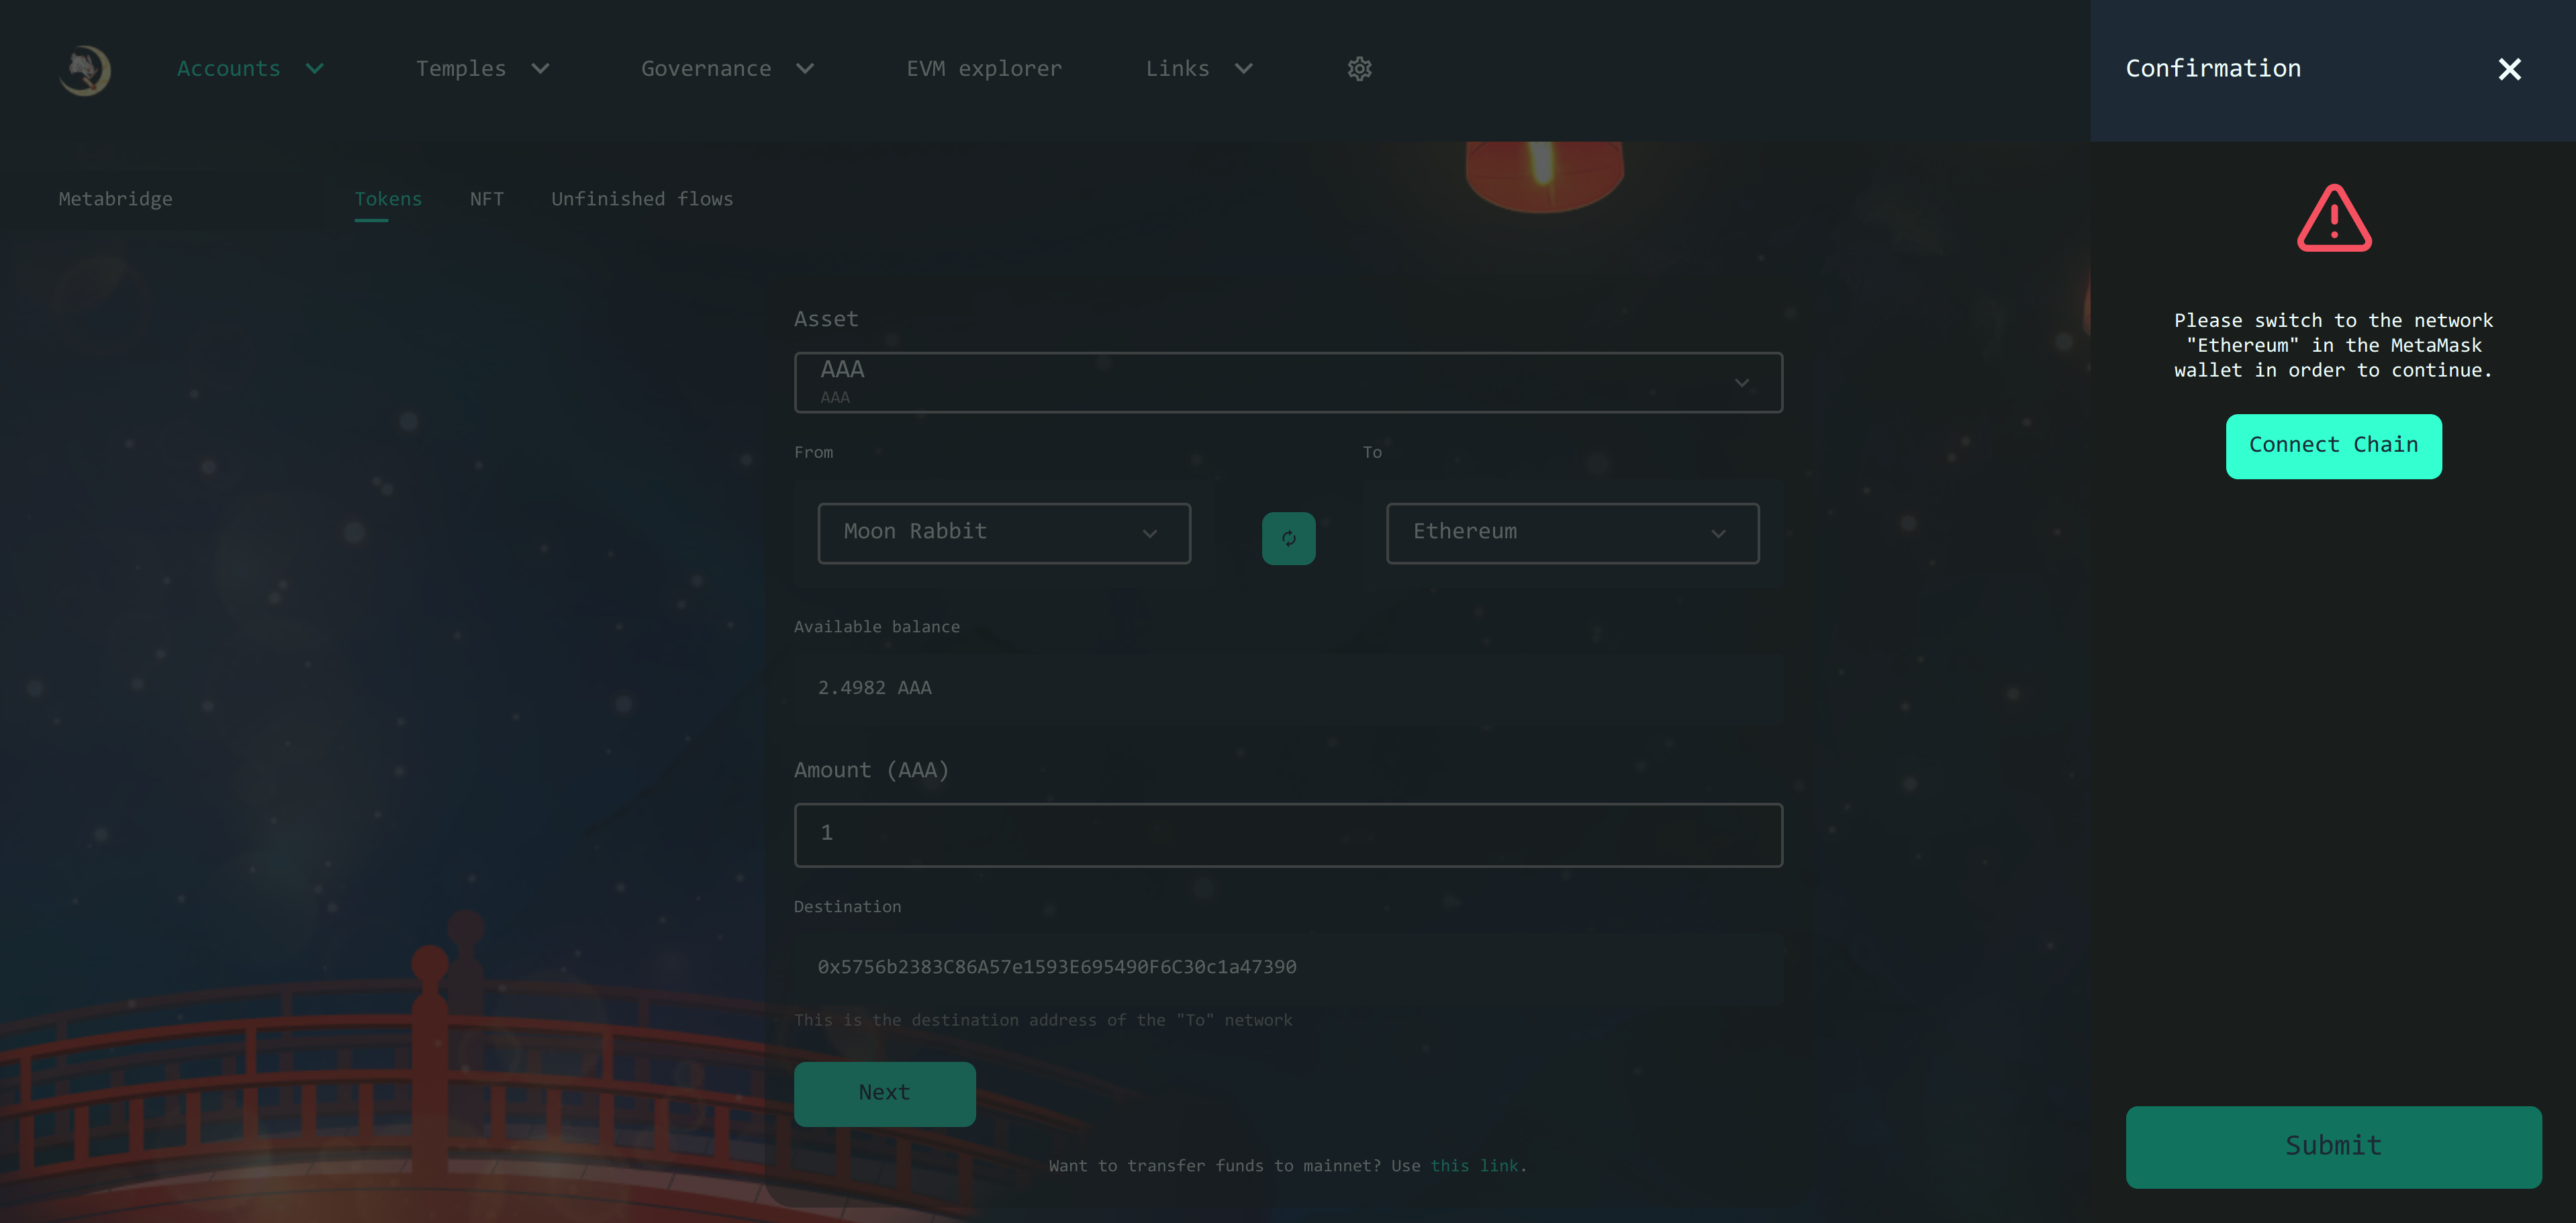 Accounts
Temples
Governance
EVM explorer
Links
Confirmation
Metabridge
Tokens
NFT
Unfinished flows
Asset
AAA
AAA
From
To
Moon Rabbit
Ethereum
Available balance
2.4982 AAA
Amount (AAA)
1
Destination
0x5756b2383C86A57e1593E695490F6C30c1a47390
This is the destination address of the "To" network
Next
Want to transfer funds to mainnet? Use this link.
Please switch to the network
"Ethereum" in the MetaMask
wallet in order to continue.
Connect Chain
Submit